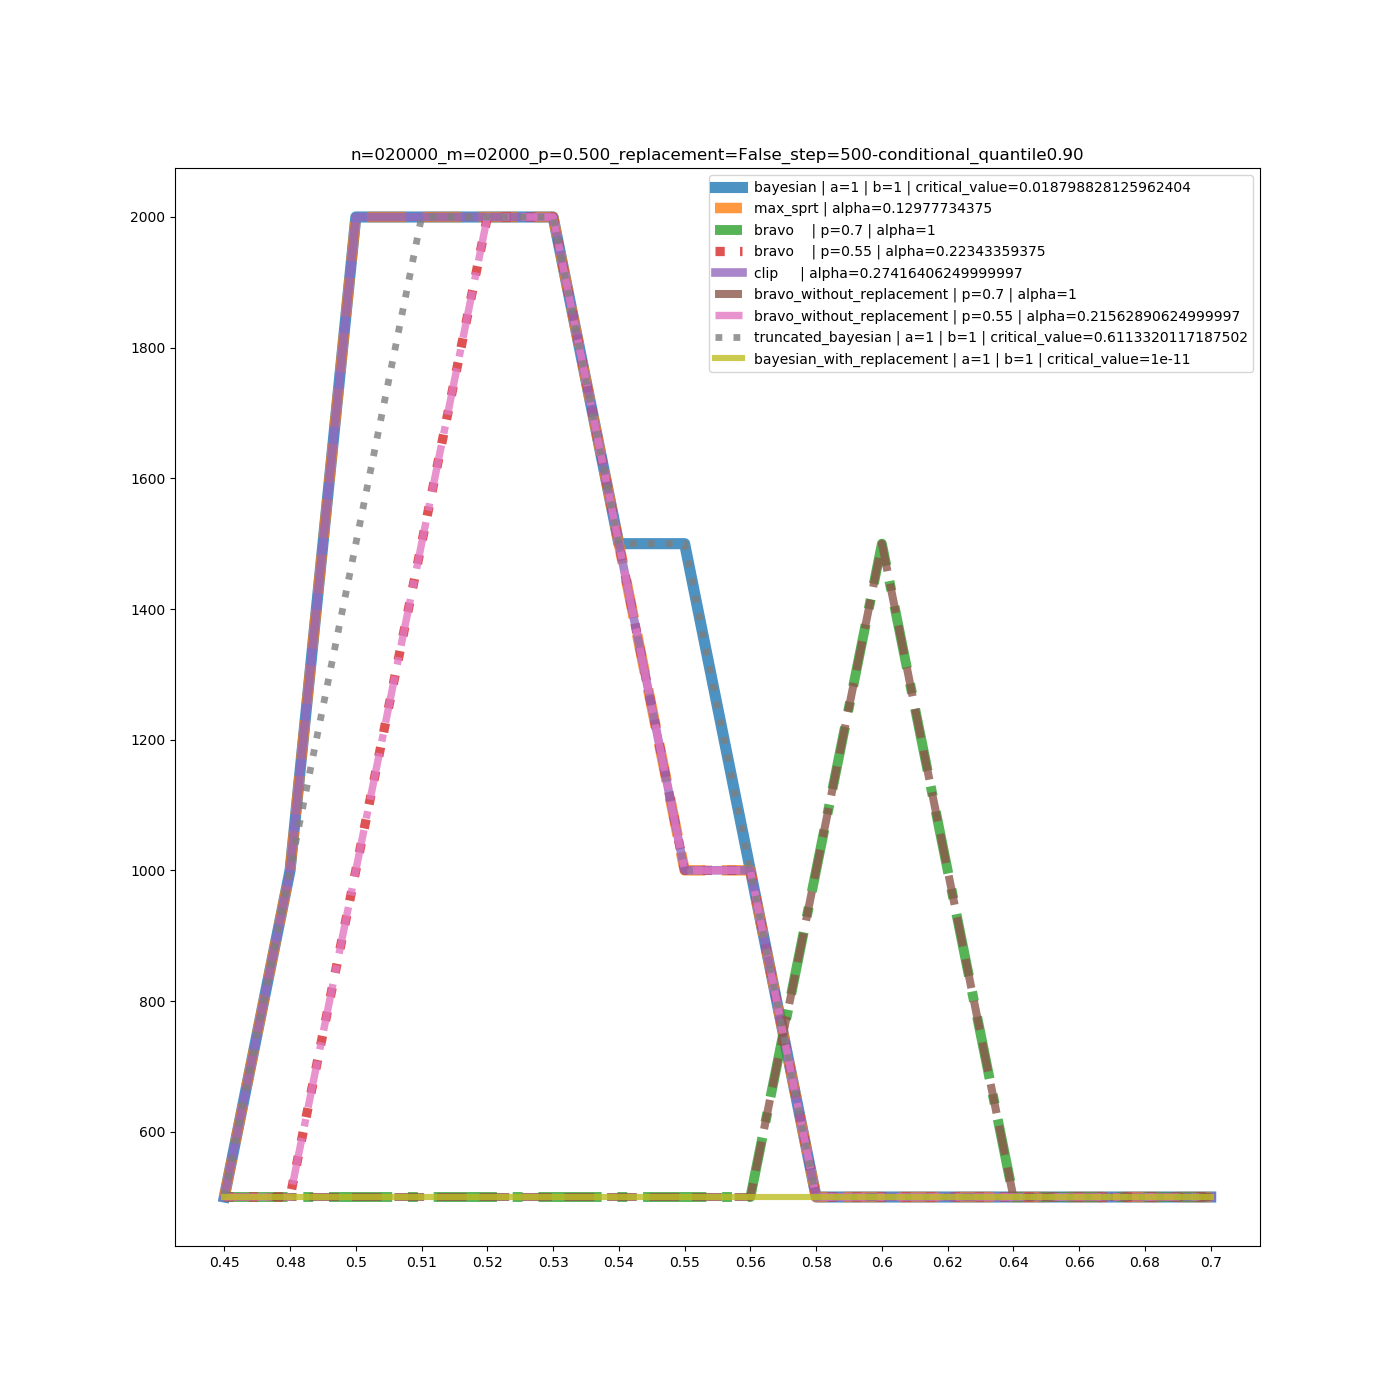 n=020000_m=02000_p=0.500_replacement=False_step=500-conditional_quantile0.90
bayesian | a=1 | b=1 | critical_value=0.018798828125962404
max_sprt | alpha=0.12977734375
bravo    | p=0.7 | alpha=1
bravo    | p=0.55 | alpha=0.22343359375
clip     | alpha=0.27416406249999997
bravo_without_replacement | p=0.7 | alpha=1
bravo_without_replacement | p=0.55 | alpha=0.21562890624999997
truncated_bayesian | a=1 | b=1 | critical_value=0.6113320117187502
bayesian_with_replacement | a=1 | b=1 | critical_value=1e-11
2000
1800
1600
1400
1200
1000
800
600
0.45 0.48 0.5 0.51 0.52 0.53 0.54 0.55 0.56 0.58 0.6 0.62 0.64 0.66 0.68 0.7